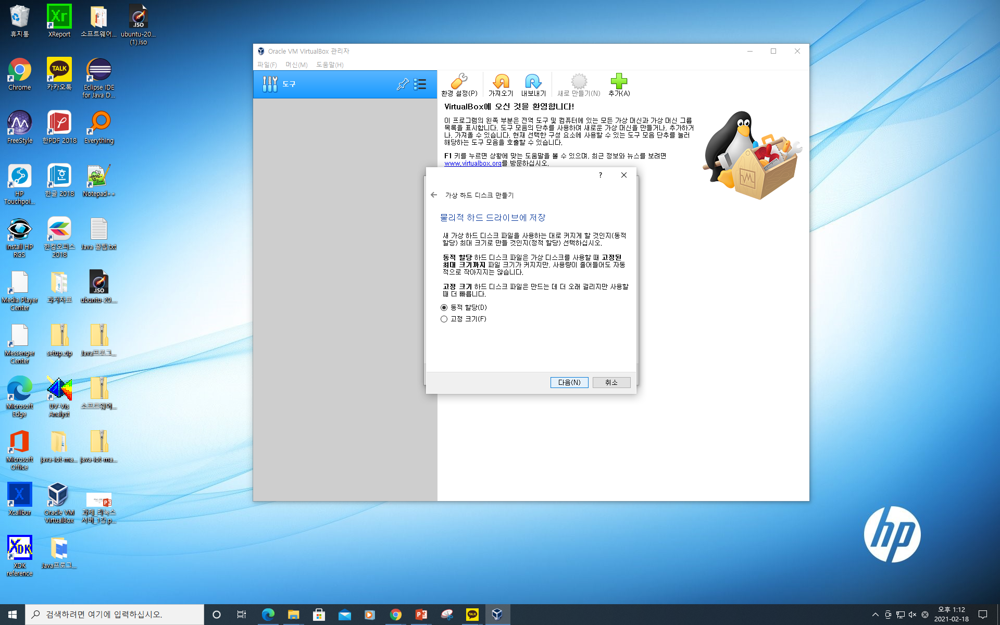 휴지통
XReport
소프트웨어...
ubuntu-20...
(1).iso
.ISO
Chrome
TALK
카카오톡
Eclipse IDE
for Java D...
FreeStyle
한PDF 2018
Everything
HP
Touchpoi...
한글 2018
Notepad++
Install HP
RGS
한컴오피스
2018
Java 꿀팁.txt
Media Player
Center
과거자료
.ISO
ubuntu-20...
Messenger
Center
setup.zip
Java프로그...
Microsoft
Edge
UV-Vis
Analyst
소프트웨어...
Microsoft
Office
java-iot-ma...
java-iot-ma...
Xcalibur
Oracle VM
VirtualBox
과제_리눅스
서버_1강.p...
XDK
XDK
reference
Java프로그...
Oracle VM VirtualBox 관리자
파일(F) 머신(M) 도움말(H)
도구
환경 설정(P) 가져오기 내보내기 새로 만들기(N) 추가(A)
VirtualBox에 오신 것을 환영합니다!
이 프로그램의 왼쪽 부분은 전역 도구 및 컴퓨터에 있는 모든 가상 머신과 가상 머신 그룹
목록을 표시합니다. 도구 모음의 단추를 사용하여 새로운 가상 머신을 만들거나, 추가하거
나, 가져올 수 있습니다. 현재 선택한 구성 요소에 사용할 수 있는 도구 모음 단추를 눌러
해당하는 도구 모음을 호출할 수 있습니다.
F1 키를 누르면 상황에 맞는 도움말을 볼 수 있으며, 최근 정보와 뉴스를 보려면
www.virtualbox.org를 방문하십시오.
?
가상 하드 디스크 만들기
물리적 하드 드라이브에 저장
새 가상 하드 디스크 파일을 사용하는 대로 커지게 할 것인지(동적
할당) 최대 크기로 만들 것인지(정적 할당) 선택하십시오.
동적 할당 하드 디스크 파일은 가상 디스크를 사용할 때 고정된
최대 크기까지 파일 크기가 커지지만, 사용량이 줄어들어도 자동
적으로 작아지지는 않습니다.
고정 크기 하드 디스크 파일은 만드는 데 더 오래 걸리지만 사용할
때 더 빠릅니다.
동적 할당(D)
고정 크기(F)
다음(N) 취소
hp
검색하려면 여기에 입력하십시오.
TALK
오후 1:12
2021-02-18